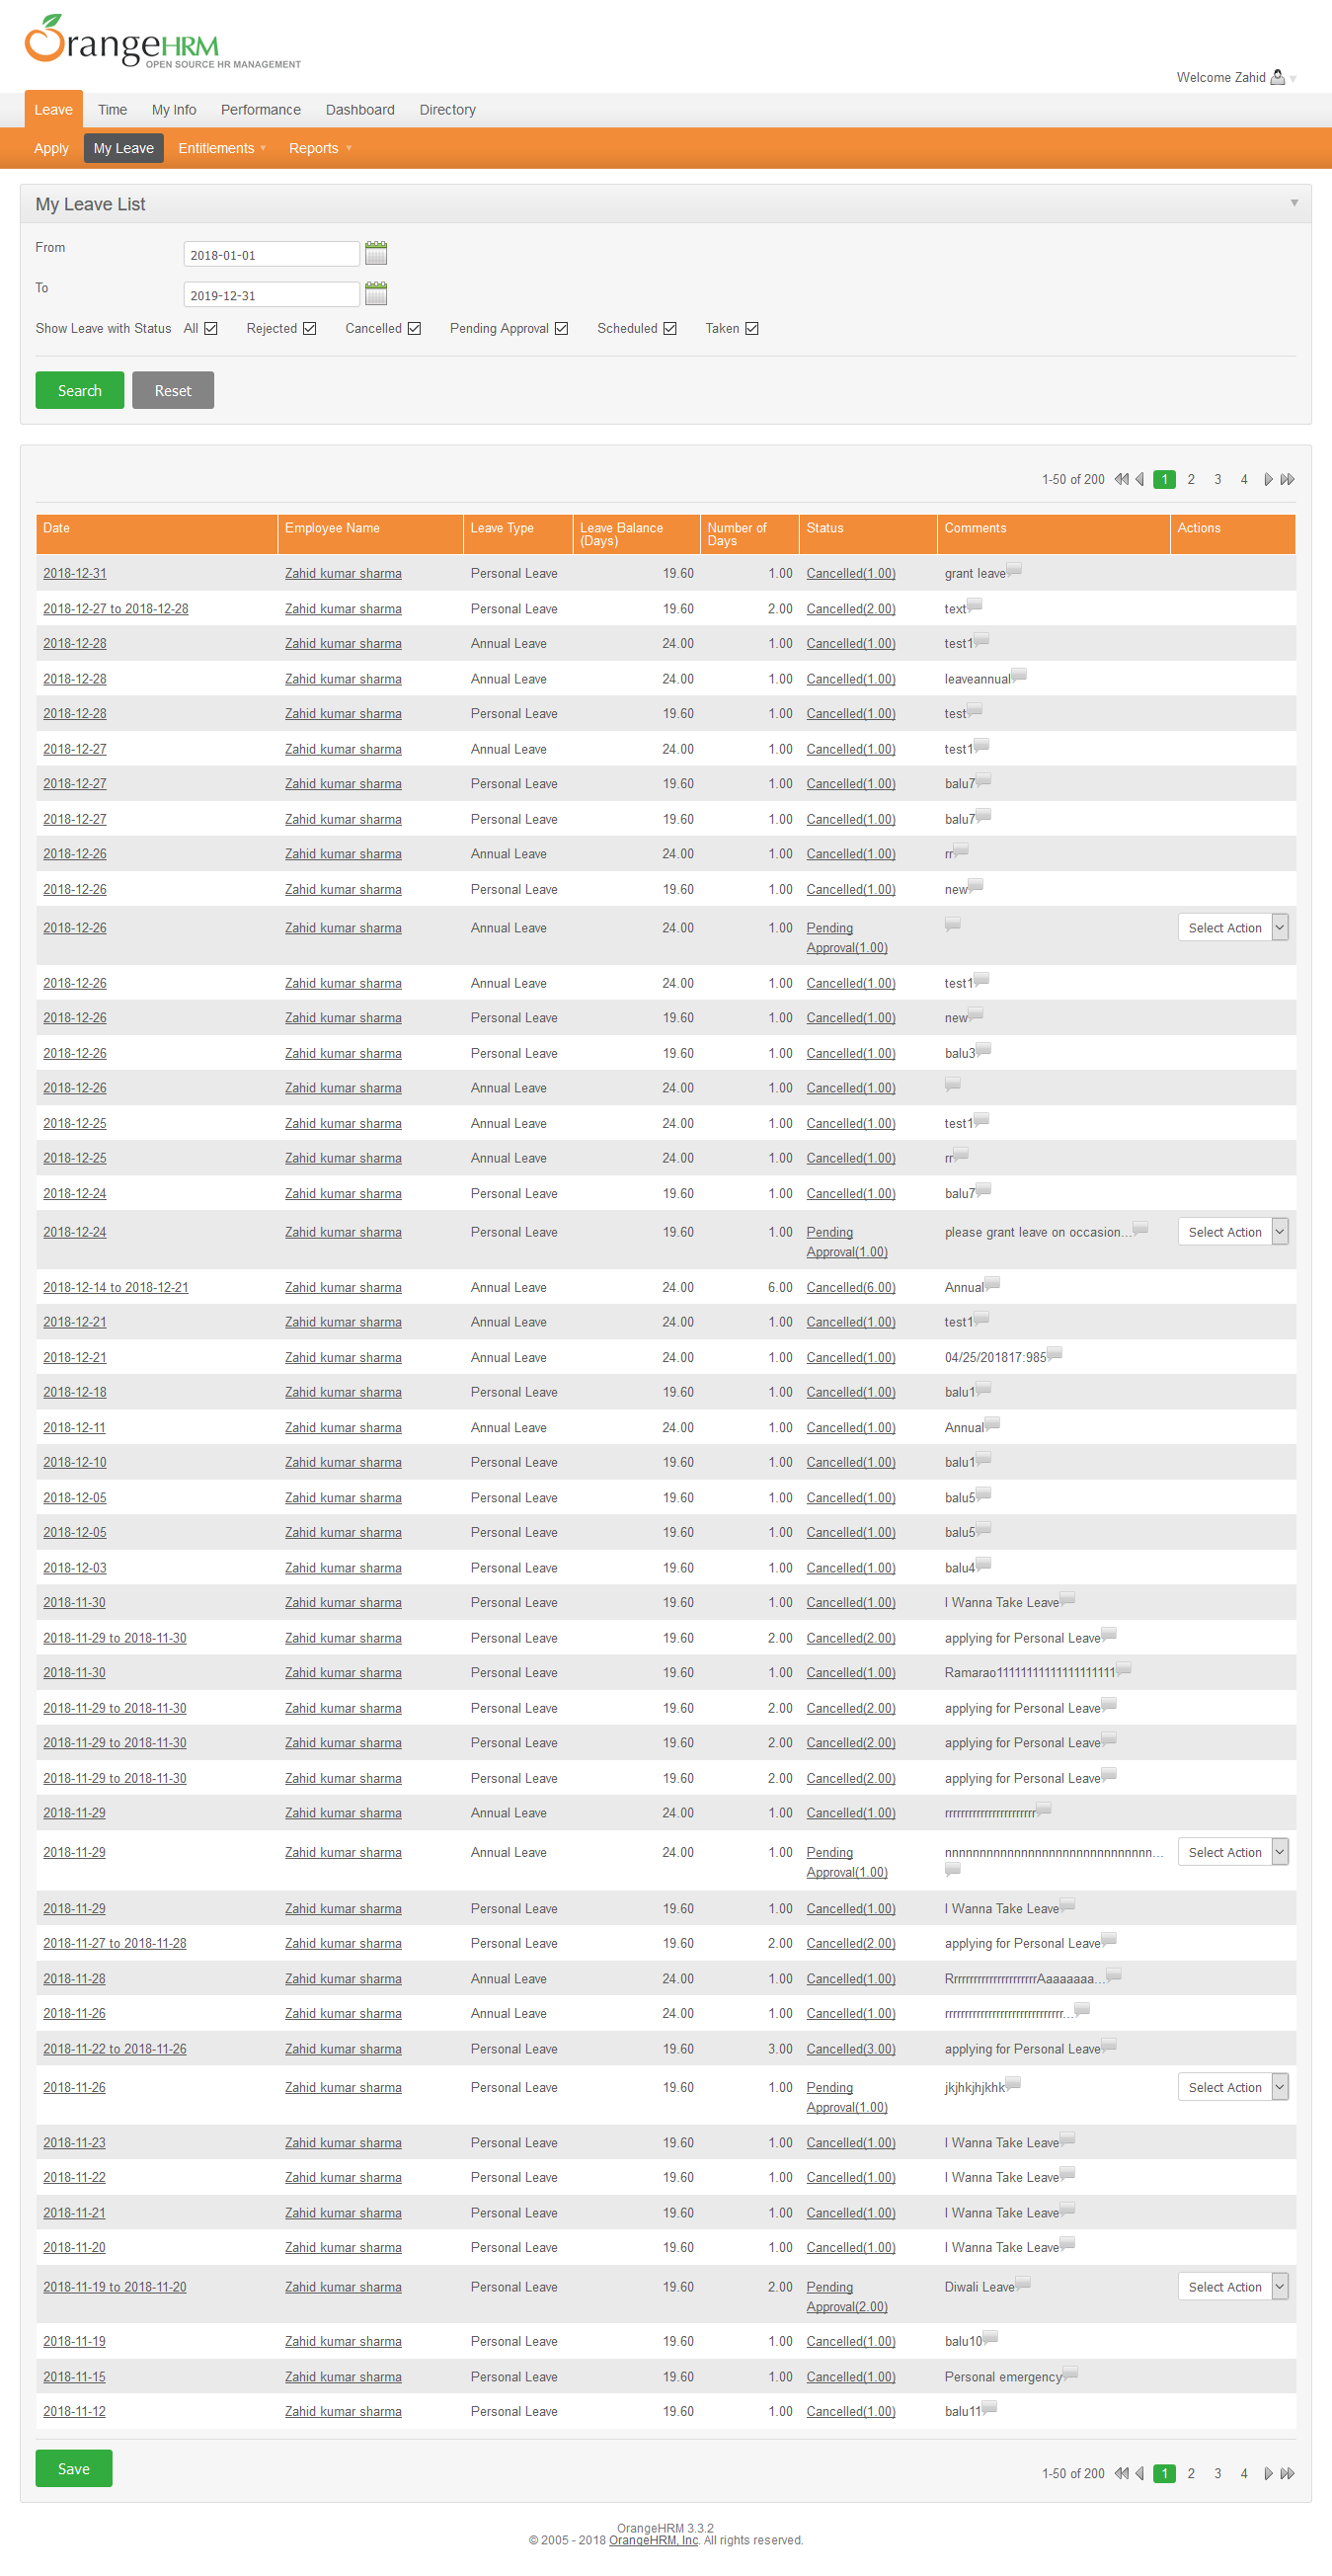 OrangeHRM
OPEN SOURCE HR MANAGEMENT
Welcome Zahid
Leave Time My Info Performance Dashboard Directory
Apply My Leave Entitlements Reports
My Leave List
From 2018-01-01
To 2019-12-31
Show Leave with Status All Rejected Cancelled Pending Approval Scheduled Taken
Search Reset
1-50 of 200 1 2 3 4
Date Employee Name Leave Type Leave Balance (Days) Number of Days Status Comments Actions
2018-12-31 Zahid kumar sharma Personal Leave 19.60 1.00 Cancelled(1.00) grant leave
2018-12-27 to 2018-12-28 Zahid kumar sharma Personal Leave 19.60 2.00 Cancelled(2.00) text
2018-12-28 Zahid kumar sharma Annual Leave 24.00 1.00 Cancelled(1.00) test1
2018-12-28 Zahid kumar sharma Annual Leave 24.00 1.00 Cancelled(1.00) leaveannual
2018-12-28 Zahid kumar sharma Personal Leave 19.60 1.00 Cancelled(1.00) test
2018-12-27 Zahid kumar sharma Annual Leave 24.00 1.00 Cancelled(1.00) test1
2018-12-27 Zahid kumar sharma Personal Leave 19.60 1.00 Cancelled(1.00) balu7
2018-12-27 Zahid kumar sharma Personal Leave 19.60 1.00 Cancelled(1.00) balu7
2018-12-26 Zahid kumar sharma Annual Leave 24.00 1.00 Cancelled(1.00) rr
2018-12-26 Zahid kumar sharma Personal Leave 19.60 1.00 Cancelled(1.00) new
2018-12-26 Zahid kumar sharma Annual Leave 24.00 1.00 Pending Approval(1.00) Select Action
2018-12-26 Zahid kumar sharma Annual Leave 24.00 1.00 Cancelled(1.00) test1
2018-12-26 Zahid kumar sharma Personal Leave 19.60 1.00 Cancelled(1.00) new
2018-12-26 Zahid kumar sharma Personal Leave 19.60 1.00 Cancelled(1.00) balu3
2018-12-26 Zahid kumar sharma Annual Leave 24.00 1.00 Cancelled(1.00)
2018-12-25 Zahid kumar sharma Annual Leave 24.00 1.00 Cancelled(1.00) test1
2018-12-25 Zahid kumar sharma Annual Leave 24.00 1.00 Cancelled(1.00) rr
2018-12-24 Zahid kumar sharma Personal Leave 19.60 1.00 Cancelled(1.00) balu7
2018-12-24 Zahid kumar sharma Personal Leave 19.60 1.00 Pending Approval(1.00) please grant leave on occasion... Select Action
2018-12-14 to 2018-12-21 Zahid kumar sharma Annual Leave 24.00 6.00 Cancelled(6.00) Annual
2018-12-21 Zahid kumar sharma Annual Leave 24.00 1.00 Cancelled(1.00) test1
2018-12-21 Zahid kumar sharma Annual Leave 24.00 1.00 Cancelled(1.00) 04/25/201817:985
2018-12-18 Zahid kumar sharma Personal Leave 19.60 1.00 Cancelled(1.00) balu1
2018-12-11 Zahid kumar sharma Annual Leave 24.00 1.00 Cancelled(1.00) Annual
2018-12-10 Zahid kumar sharma Personal Leave 19.60 1.00 Cancelled(1.00) balu1
2018-12-05 Zahid kumar sharma Personal Leave 19.60 1.00 Cancelled(1.00) balu5
2018-12-05 Zahid kumar sharma Personal Leave 19.60 1.00 Cancelled(1.00) balu5
2018-12-03 Zahid kumar sharma Personal Leave 19.60 1.00 Cancelled(1.00) balu4
2018-11-30 Zahid kumar sharma Personal Leave 19.60 1.00 Cancelled(1.00) I Wanna Take Leave
2018-11-29 to 2018-11-30 Zahid kumar sharma Personal Leave 19.60 2.00 Cancelled(2.00) applying for Personal Leave
2018-11-30 Zahid kumar sharma Personal Leave 19.60 1.00 Cancelled(1.00)
2018-11-29 to 2018-11-30 Zahid kumar sharma Personal Leave 19.60 2.00 Cancelled(2.00) applying for Personal Leave
2018-11-29 to 2018-11-30 Zahid kumar sharma Personal Leave 19.60 2.00 Cancelled(2.00) applying for Personal Leave
2018-11-29 to 2018-11-30 Zahid kumar sharma Personal Leave 19.60 2.00 Cancelled(2.00) applying for Personal Leave
2018-11-29 Zahid kumar sharma Annual Leave 24.00 1.00 Cancelled(1.00)
2018-11-29 Zahid kumar sharma Annual Leave 24.00 1.00 Pending Approval(1.00) Select Action
2018-11-29 Zahid kumar sharma Personal Leave 19.60 1.00 Cancelled(1.00) I Wanna Take Leave
2018-11-27 to 2018-11-28 Zahid kumar sharma Personal Leave 19.60 2.00 Cancelled(2.00) applying for Personal Leave
2018-11-28 Zahid kumar sharma Annual Leave 24.00 1.00 Cancelled(1.00)
2018-11-26 Zahid kumar sharma Annual Leave 24.00 1.00 Cancelled(1.00)
2018-11-22 to 2018-11-26 Zahid kumar sharma Personal Leave 19.60 3.00 Cancelled(3.00) applying for Personal Leave
2018-11-26 Zahid kumar sharma Personal Leave 19.60 1.00 Pending Approval(1.00) jkjhkjhjkhk Select Action
2018-11-23 Zahid kumar sharma Personal Leave 19.60 1.00 Cancelled(1.00) I Wanna Take Leave
2018-11-22 Zahid kumar sharma Personal Leave 19.60 1.00 Cancelled(1.00) I Wanna Take Leave
2018-11-21 Zahid kumar sharma Personal Leave 19.60 1.00 Cancelled(1.00) I Wanna Take Leave
2018-11-20 Zahid kumar sharma Personal Leave 19.60 1.00 Cancelled(1.00) I Wanna Take Leave
2018-11-19 to 2018-11-20 Zahid kumar sharma Personal Leave 19.60 2.00 Pending Approval(2.00) Diwali Leave Select Action
2018-11-19 Zahid kumar sharma Personal Leave 19.60 1.00 Cancelled(1.00) balu10
2018-11-15 Zahid kumar sharma Personal Leave 19.60 1.00 Cancelled(1.00) Personal emergency
2018-11-12 Zahid kumar sharma Personal Leave 19.60 1.00 Cancelled(1.00) balu11
Save 1-50 of 200 1 2 3 4
OrangeHRM 3.3.2
© 2005 - 2018 OrangeHRM, Inc. All rights reserved.